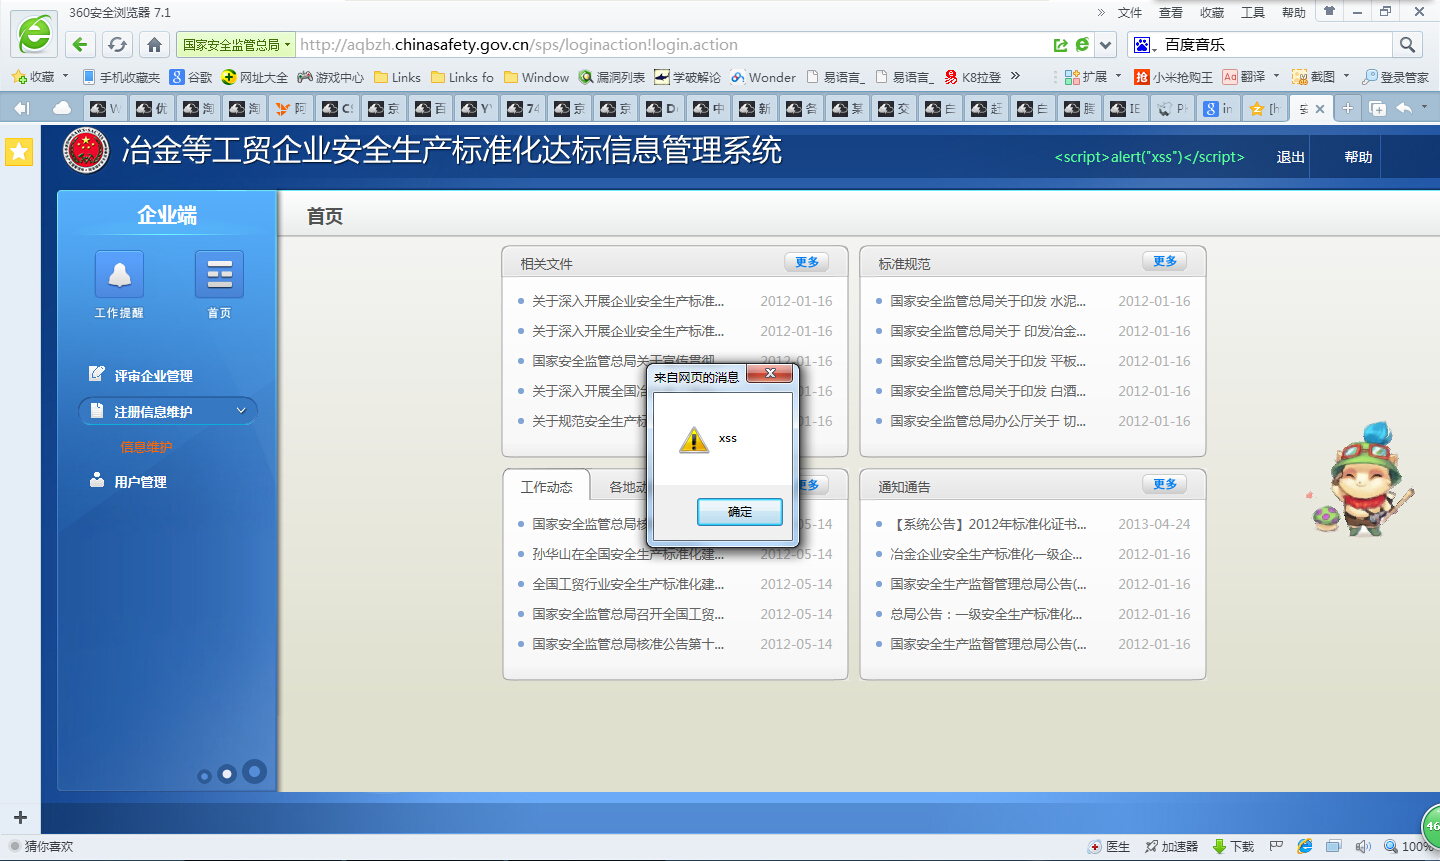 360安全浏览器 7.1
» 文件 查看 收藏 工具 帮助
国家安全监管总局 http://aqbzh.chinasafety.gov.cn/sps/loginaction!login.action 百度音乐
收藏 手机收藏夹 谷歌 网址大全 游戏中心 Links Links fo Window 漏洞列表 学破解论 Wonder 易语言_ 易语言_ K8拉登 » 扩展 抢 小米抢购王 Aa 翻译 截图 登录管家
W 优 淘 淘 阿 CS 京 百 YY 74 京 京 D 中 新 各 某 交 白 赶 白 腾 IE PH in [h
冶金等工贸企业安全生产标准化达标信息管理系统
<script>alert("xss")</script> 退出 帮助
企业端
首页
工作提醒 首页
评审企业管理
注册信息维护
信息维护
用户管理
相关文件 更多
关于深入开展企业安全生产标准... 2012-01-16
关于深入开展企业安全生产标准... 2012-01-16
国家安全监管总局关于宣传贯彻 2012-01-16
关于深入开展全国冶
关于规范安全生产标 -16
标准规范 更多
国家安全监管总局关于印发 水泥... 2012-01-16
国家安全监管总局关于 印发冶金... 2012-01-16
国家安全监管总局关于印发 平板... 2012-01-16
国家安全监管总局关于印发 白酒... 2012-01-16
国家安全监管总局办公厅关于 切... 2012-01-16
来自网页的消息
xss
确定
工作动态 各地动 更多
国家安全监管总局核 05-14
孙华山在全国安全生产标准化建... 2012-05-14
全国工贸行业安全生产标准化建... 2012-05-14
国家安全监管总局召开全国工贸... 2012-05-14
国家安全监管总局核准公告第十... 2012-05-14
通知通告 更多
【系统公告】2012年标准化证书... 2013-04-24
冶金企业安全生产标准化一级企... 2012-01-16
国家安全生产监督管理总局公告(... 2012-01-16
总局公告：一级安全生产标准化... 2012-01-16
国家安全生产监督管理总局公告(... 2012-01-16
46
猜你喜欢 医生 加速器 下载 100%